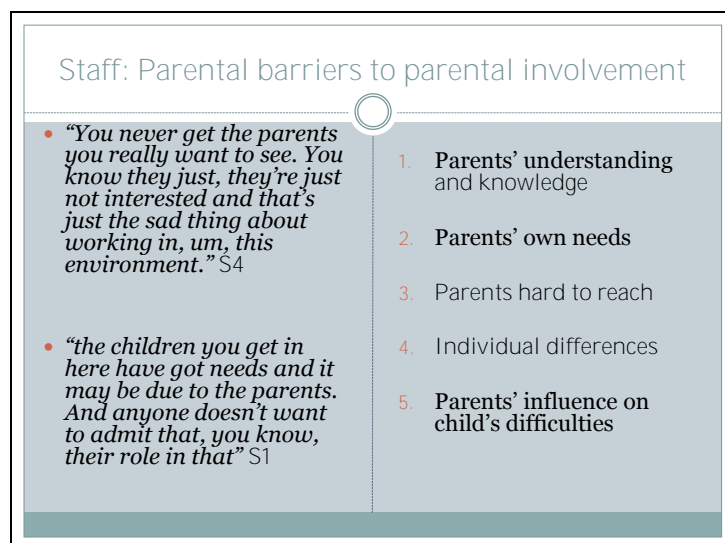 Staff: Parental barriers to parental involvement
• “You never get the parents
you really want to see. You
know they just, they’re just
not interested and that’s
just the sad thing about
working in, um, this
environment.” S4
• “the children you get in
here have got needs and it
may be due to the parents.
And anyone doesn’t want
to admit that, you know,
their role in that” S1
1. Parents’ understanding
and knowledge
2. Parents’ own needs
3. Parents hard to reach
4. Individual differences
5. Parents’ influence on
child’s difficulties